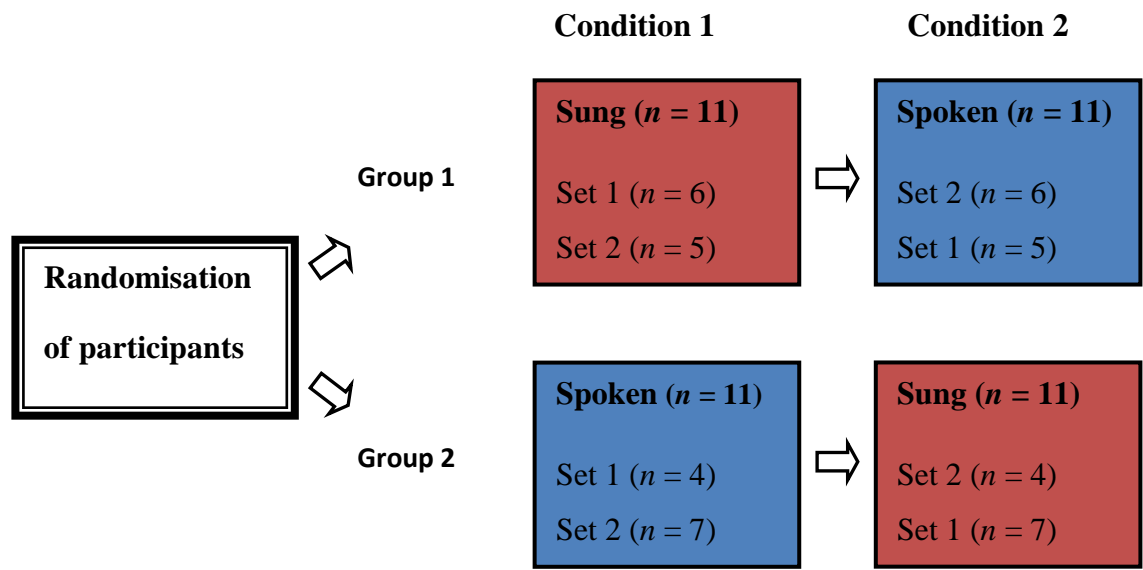 Condition 1
Condition 2
Randomisation
of participants
Group 1
Sung (n = 11)
Set 1 (n = 6)
Set 2 (n = 5)
Spoken (n = 11)
Set 2 (n = 6)
Set 1 (n = 5)
Group 2
Spoken (n = 11)
Set 1 (n = 4)
Set 2 (n = 7)
Sung (n = 11)
Set 2 (n = 4)
Set 1 (n = 7)